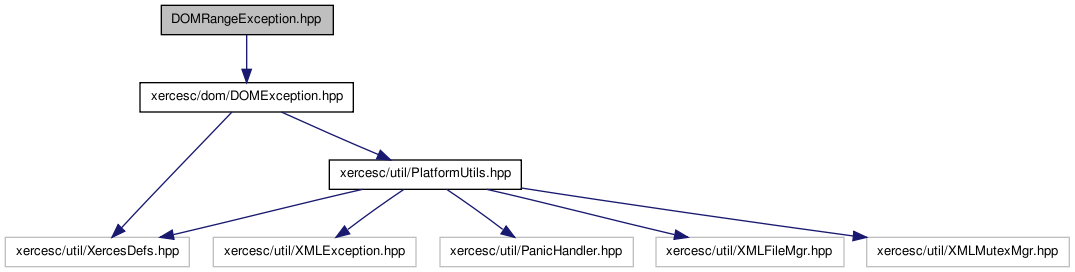 DOMRangeException.hpp
xercesc/dom/DOMException.hpp
xercesc/util/PlatformUtils.hpp
xercesc/util/XercesDefs.hpp
xercesc/util/XMLException.hpp
xercesc/util/PanicHandler.hpp
xercesc/util/XMLFileMgr.hpp
xercesc/util/XMLMutexMgr.hpp